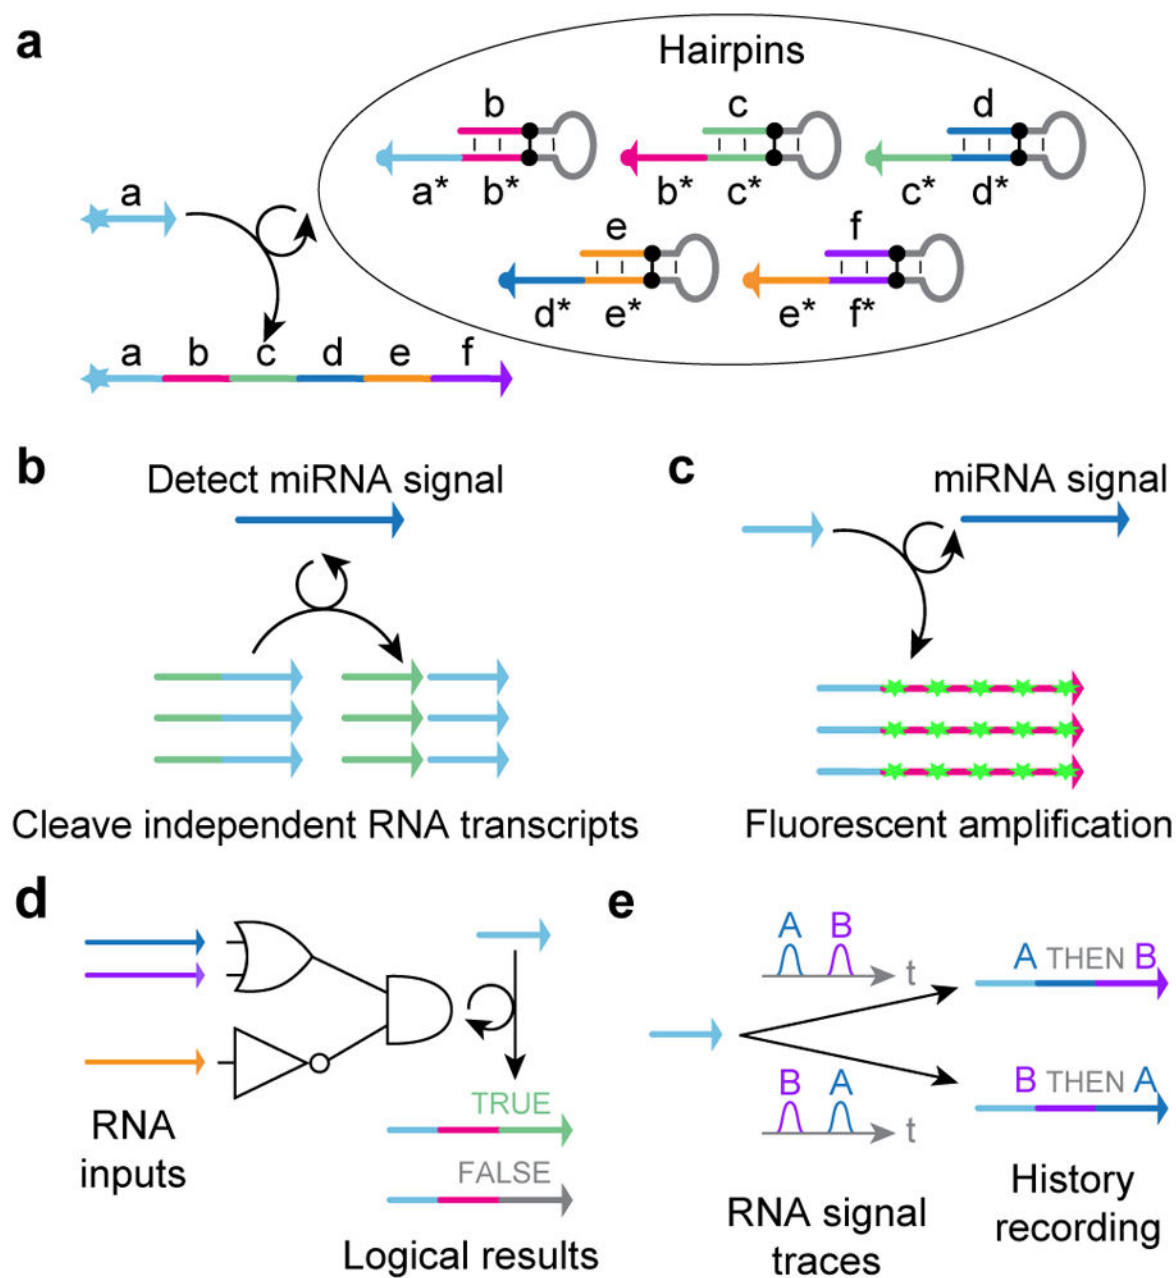 a
Hairpins
b
c
d
a* b*
b* c*
c* d*
a
e
f
d* e*
e* f*
a b c d e f
b
Detect miRNA signal
Cleave independent RNA transcripts
c
miRNA signal
Fluorescent amplification
d
RNA
inputs
TRUE
FALSE
Logical results
e
A B
t
A THEN B
B A
t
B THEN A
RNA signal
traces
History
recording